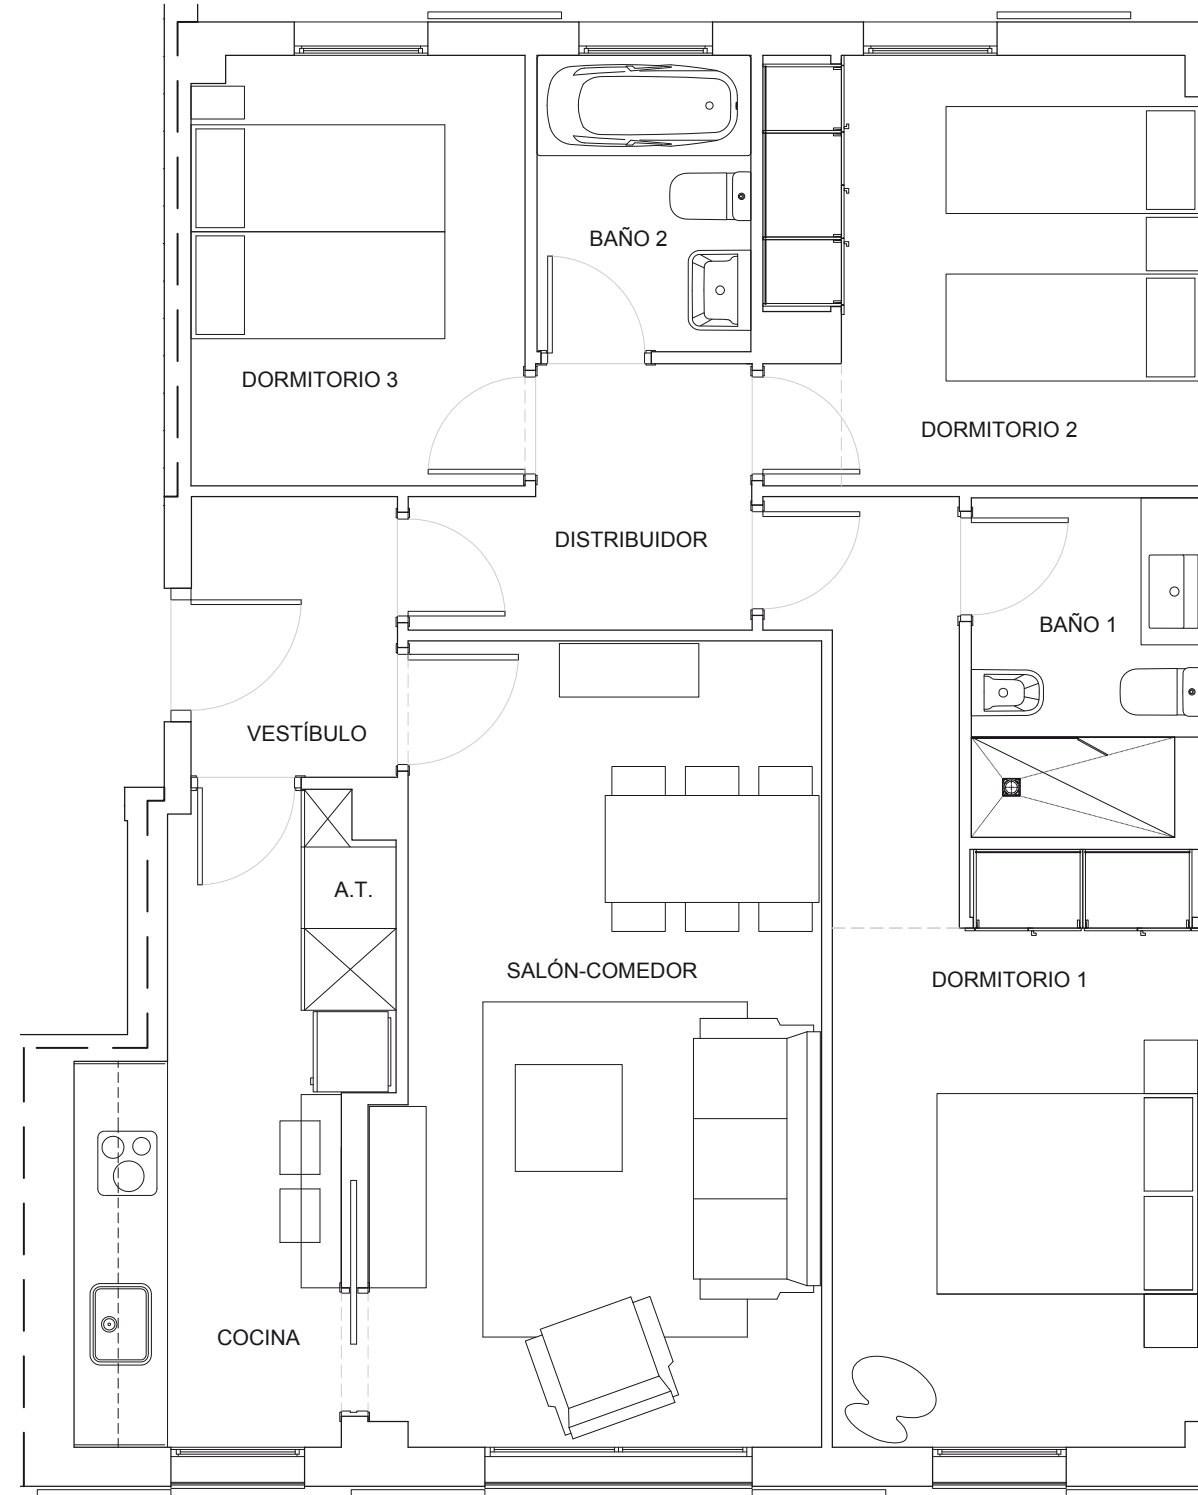 BAÑO 2
DORMITORIO 3
DORMITORIO 2
DISTRIBUIDOR
BAÑO 1
VESTÍBULO
A.T.
SALÓN-COMEDOR
DORMITORIO 1
COCINA